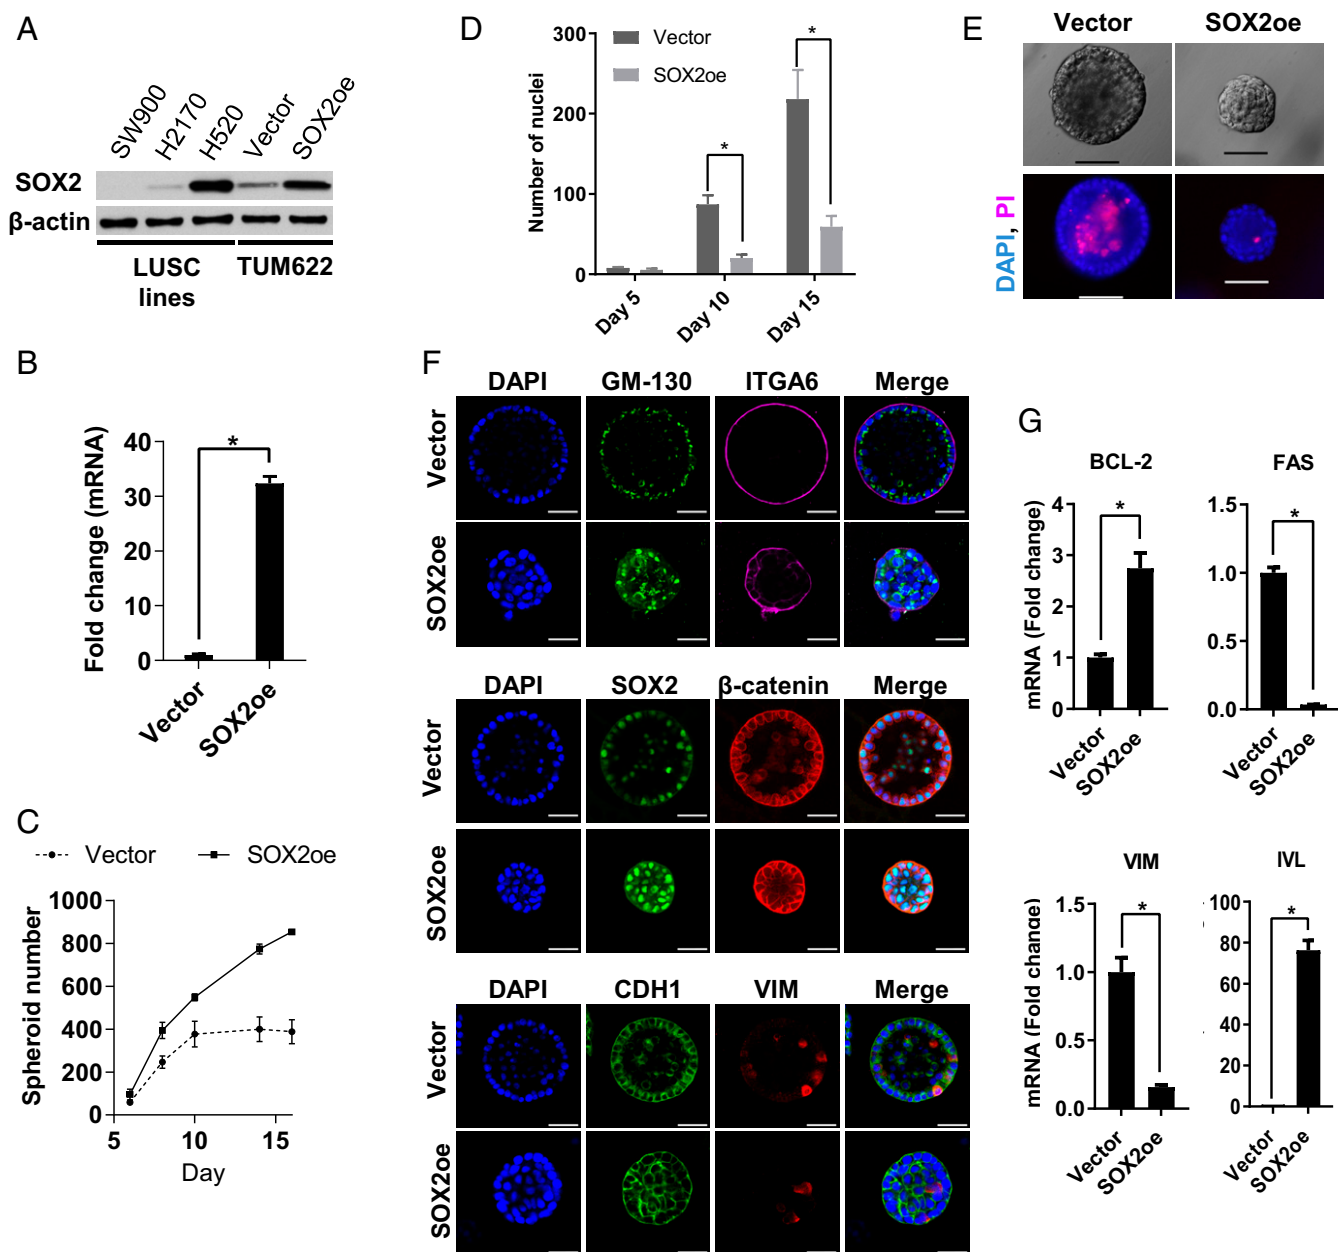 A
SW900
H2170
H520
Vector
SOX2oe
SOX2
β-actin
LUSC
lines
TUM622
B
Fold change (mRNA)
40
30
20
10
0
*
Vector
SOX2oe
C
Vector
SOX2oe
Spheroid number
1000
800
600
400
200
0
5
10
15
Day
D
Number of nuclei
300
200
100
0
Vector
SOX2oe
*
*
Day 5
Day 10
Day 15
E
Vector
SOX2oe
DAPI, PI
F
DAPI
GM-130
ITGA6
Merge
Vector
SOX2oe
DAPI
SOX2
β-catenin
Merge
Vector
SOX2oe
DAPI
CDH1
VIM
Merge
Vector
SOX2oe
G
BCL-2
mRNA (Fold change)
4
3
2
1
0
*
Vector
SOX2oe
FAS
1.5
1.0
0.5
0.0
*
Vector
SOX2oe
VIM
mRNA (Fold change)
1.5
1.0
0.5
0.0
*
Vector
SOX2oe
IVL
100
80
60
40
20
0
*
Vector
SOX2oe